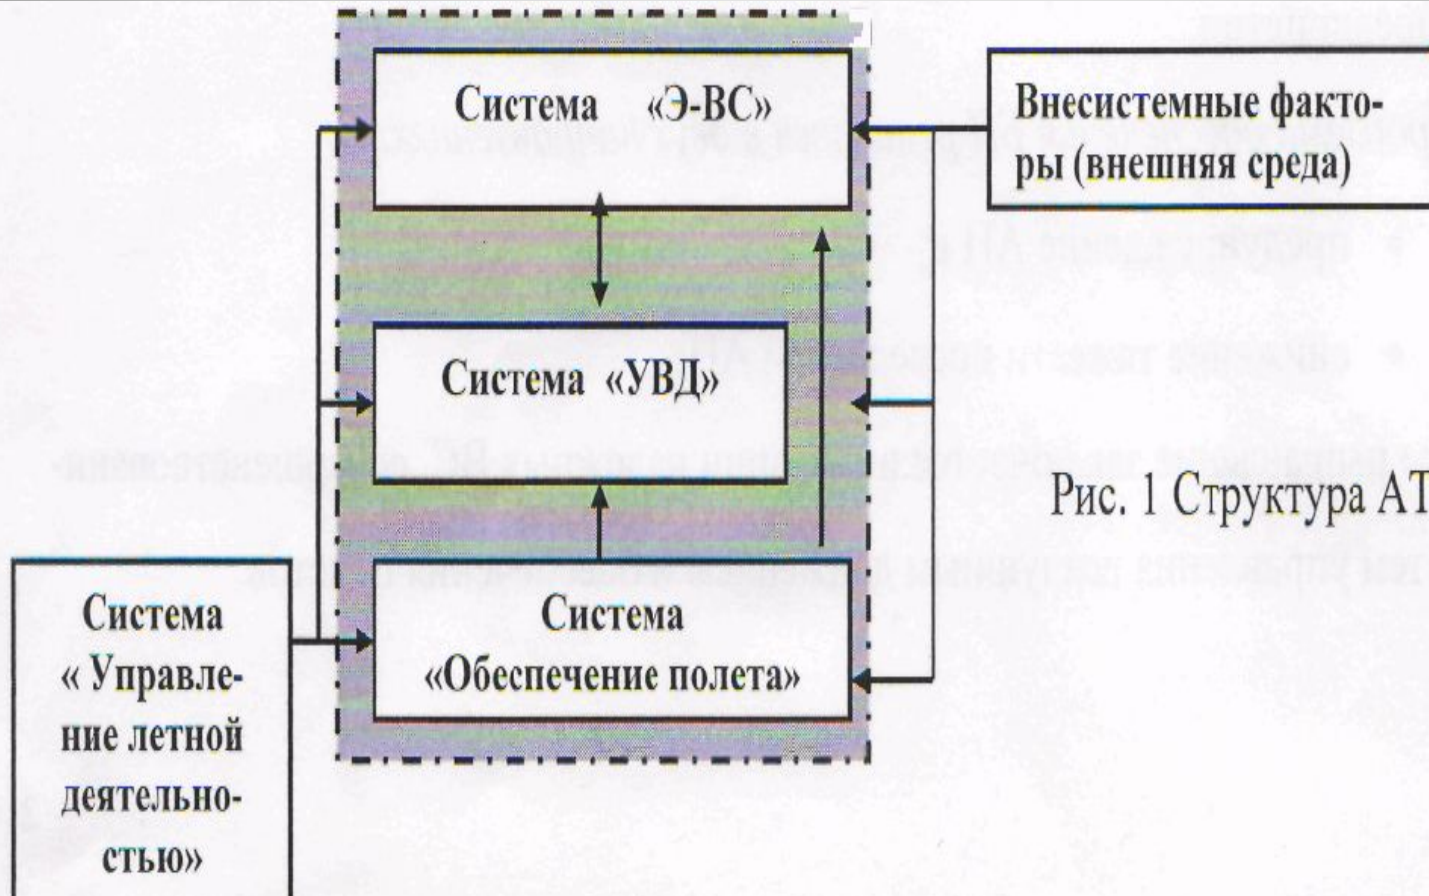 Система «Э-ВС»
Внесистемные факто-
ры (внешняя среда)
Система «УВД»
Рис. 1 Структура АТ
Система
« Управле-
ние летной
деятельно-
стью»
Система
«Обеспечение полета»